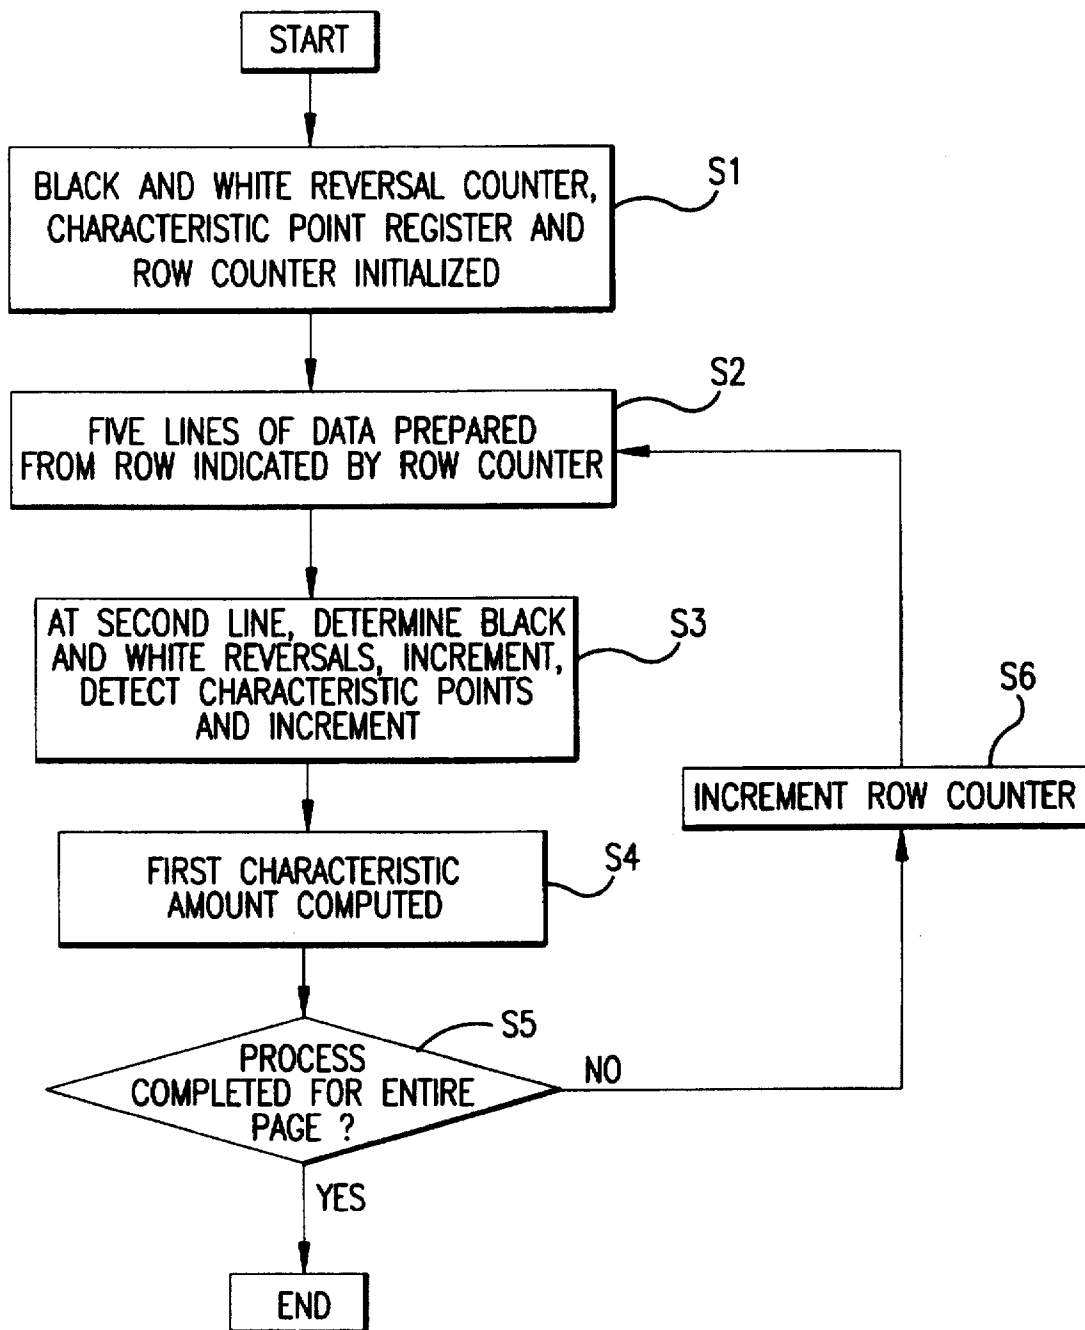 START
BLACK AND WHITE REVERSAL COUNTER,
CHARACTERISTIC POINT REGISTER AND
ROW COUNTER INITIALIZED
S1
FIVE LINES OF DATA PREPARED
FROM ROW INDICATED BY ROW COUNTER
S2
AT SECOND LINE, DETERMINE BLACK
AND WHITE REVERSALS, INCREMENT,
DETECT CHARACTERISTIC POINTS
AND INCREMENT
S3
FIRST CHARACTERISTIC
AMOUNT COMPUTED
S4
PROCESS
COMPLETED FOR ENTIRE
PAGE ?
S5
NO
INCREMENT ROW COUNTER
S6
YES
END